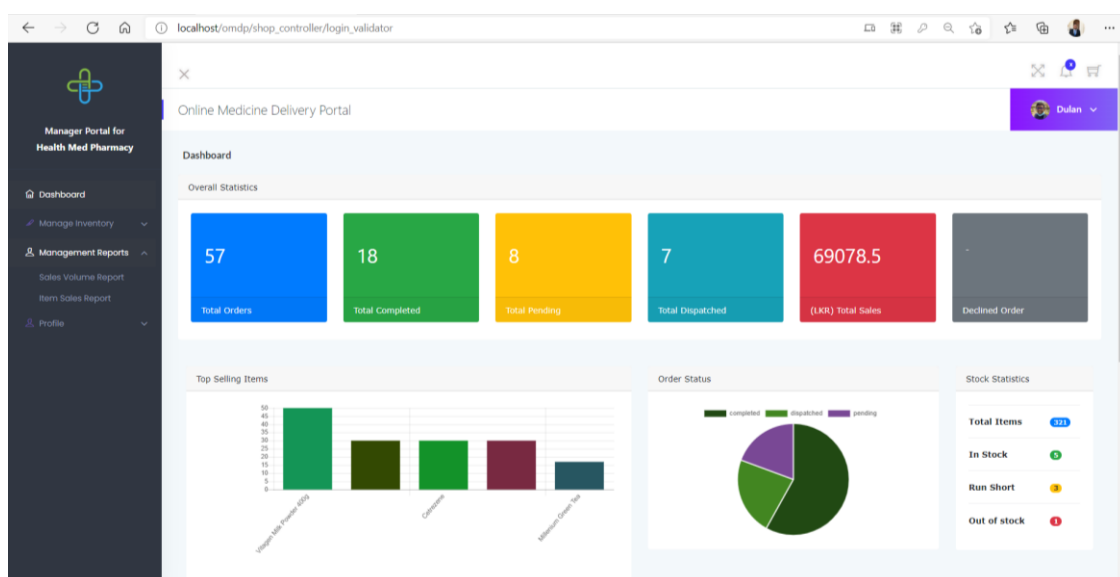 localhost/omdp/shop_controller/login_validator
Manager Portal for
Health Med Pharmacy
Dashboard
Manage Inventory
Management Reports
Sales Volume Report
Item Sales Report
Profile
Online Medicine Delivery Portal
Dulan
Dashboard
Overall Statistics
57
Total Orders
18
Total Completed
8
Total Pending
7
Total Dispatched
69078.5
(LKR) Total Sales
-
Declined Order
Top Selling Items
50
45
40
35
30
25
20
15
10
5
0
Vitagen Milk Powder 400g
Cetrezene
Millenium Green Tea
Order Status
completed dispatched pending
Stock Statistics
Total Items 321
In Stock 5
Run Short 3
Out of stock 1